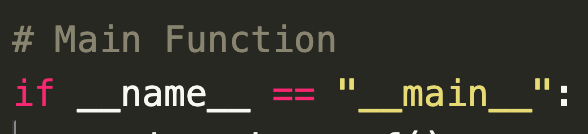 # Main Function
if __name__ == "__main__":